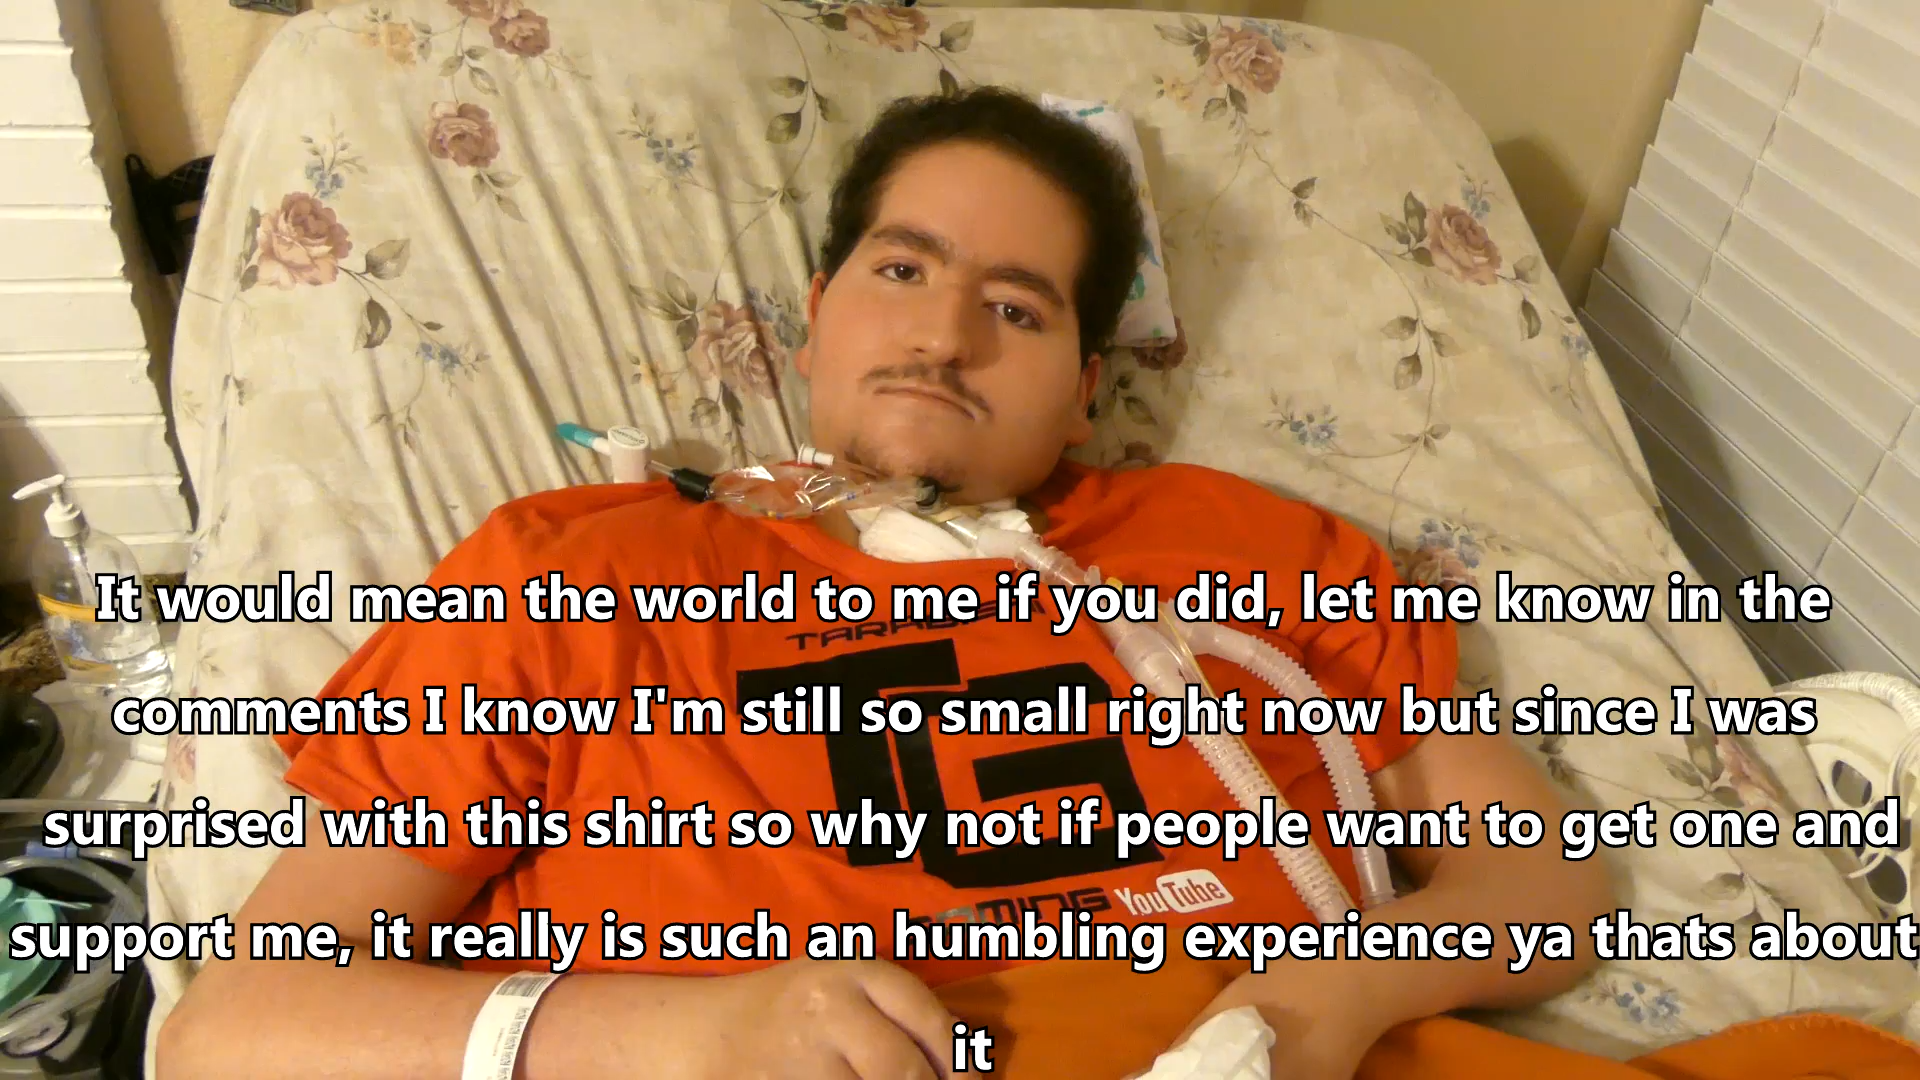 It would mean the world to me if you did, let me know in the
TARA
comments I know I'm still so small right now but since I was
TG
surprised with this shirt so why not if people want to get one and
YouTube
support me, it really is such an humbling experience ya thats about
it